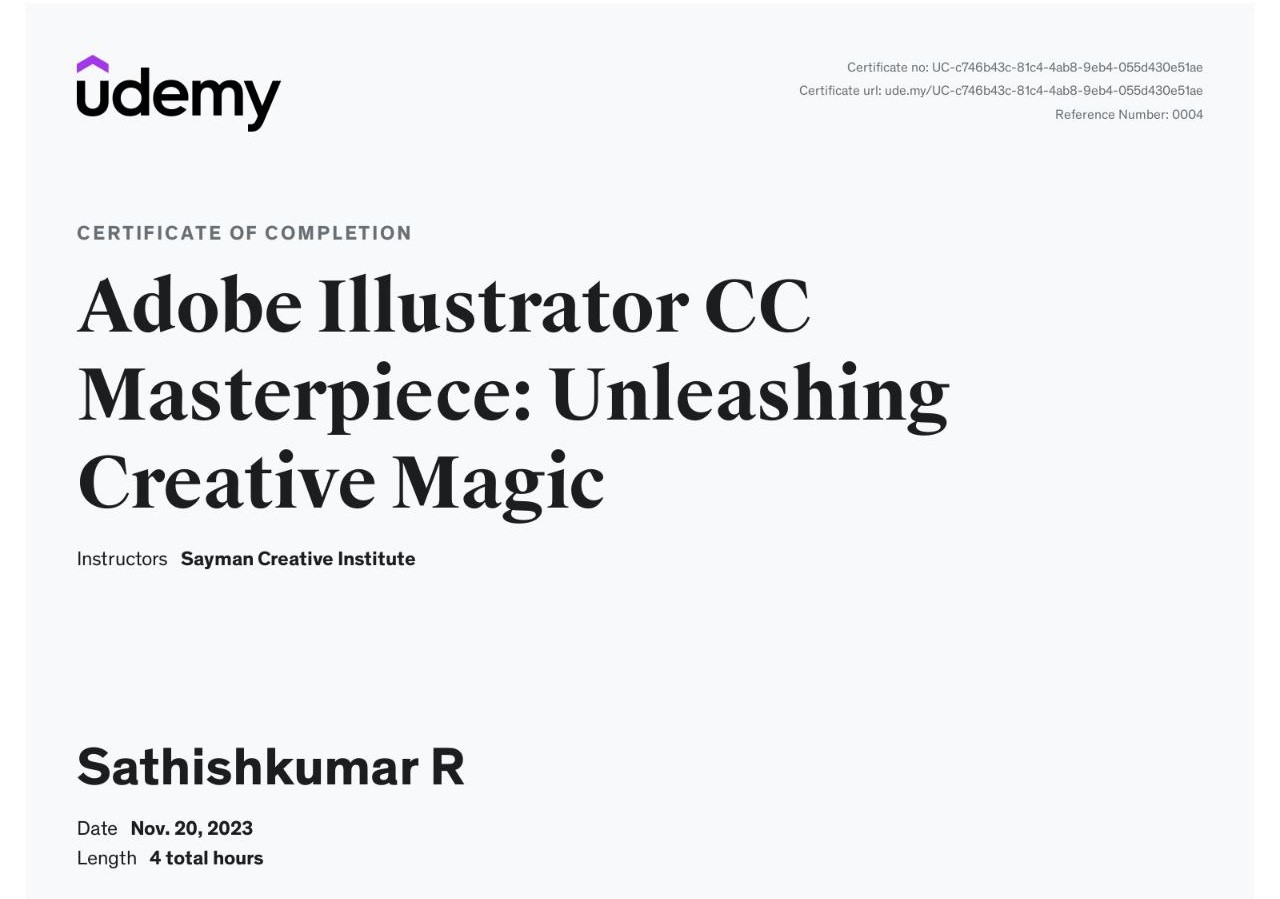 udemy
Certificate no: UC-c746b43c-81c4-4ab8-9eb4-055d430e51ae
Certificate url: ude.my/UC-c746b43c-81c4-4ab8-9eb4-055d430e51ae
Reference Number: 0004
CERTIFICATE OF COMPLETION
Adobe Illustrator CC
Masterpiece: Unleashing
Creative Magic
Instructors Sayman Creative Institute
Sathishkumar R
Date Nov. 20, 2023
Length 4 total hours